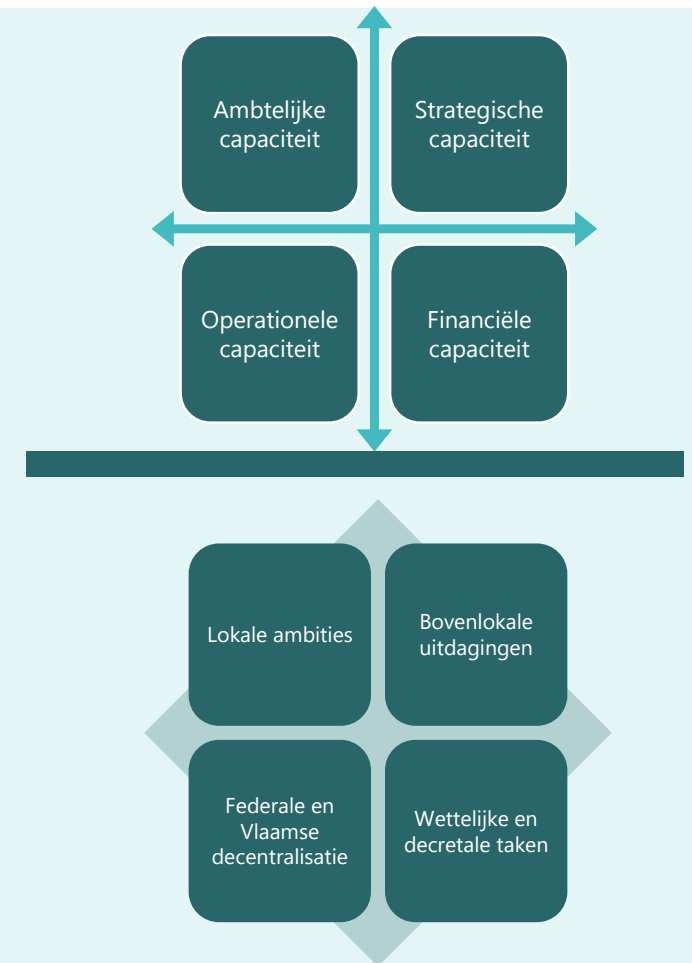 Ambtelijke
capaciteit
Strategische
capaciteit
Operationele
capaciteit
Financiële
capaciteit
Lokale ambities
Bovenlokale
uitdagingen
Federale en
Vlaamse
decentralisatie
Wettelijke en
decretale taken